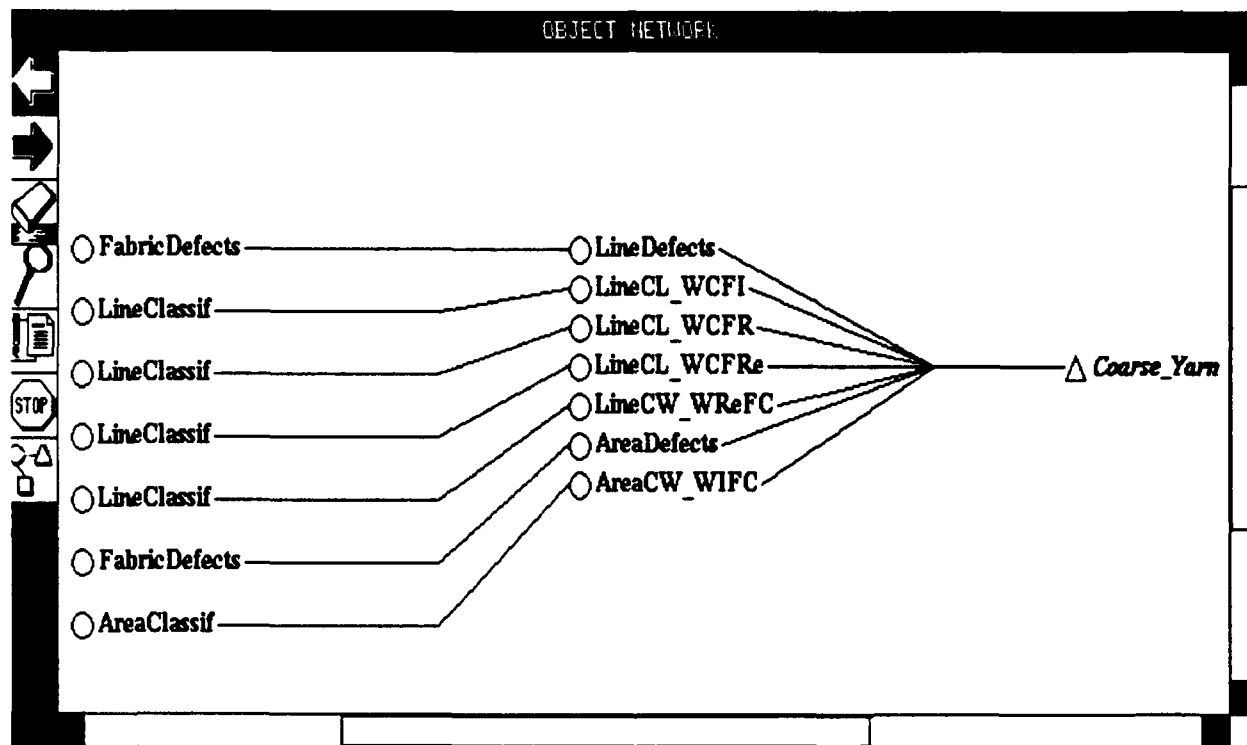 OBJECT NETWORK
FabricDefects
LineDefects
LineCL_WCFI
LineClassif
LineCL_WCFR
LineClassif
LineCL_WCFRe
Coarse_Yarn
LineClassif
LineCW_WReFC
AreaDefects
LineClassif
AreaCW_WIFC
FabricDefects
AreaClassif
STOP